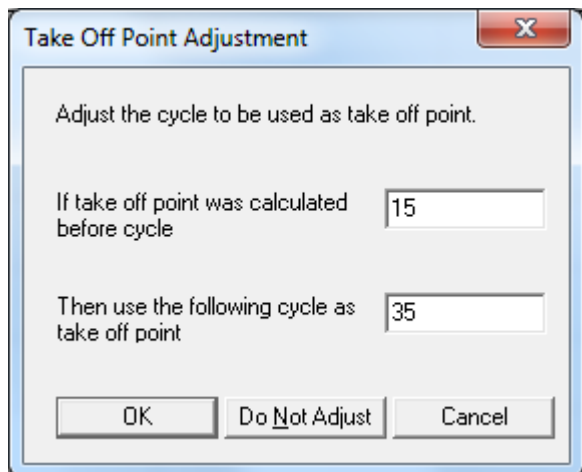 Take Off Point Adjustment
Adjust the cycle to be used as take off point.
If take off point was calculated
before cycle
15
Then use the following cycle as
take off point
35
OK
Do Not Adjust
Cancel